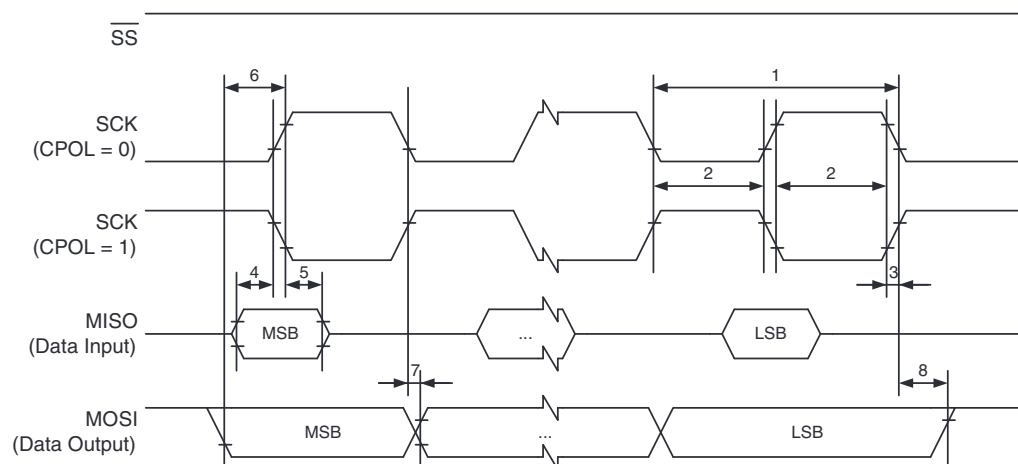 SS
6
1
SCK
(CPOL = 0)
2
2
SCK
(CPOL = 1)
4
5
3
MISO
(Data Input)
MSB
...
LSB
7
8
MOSI
(Data Output)
MSB
...
LSB